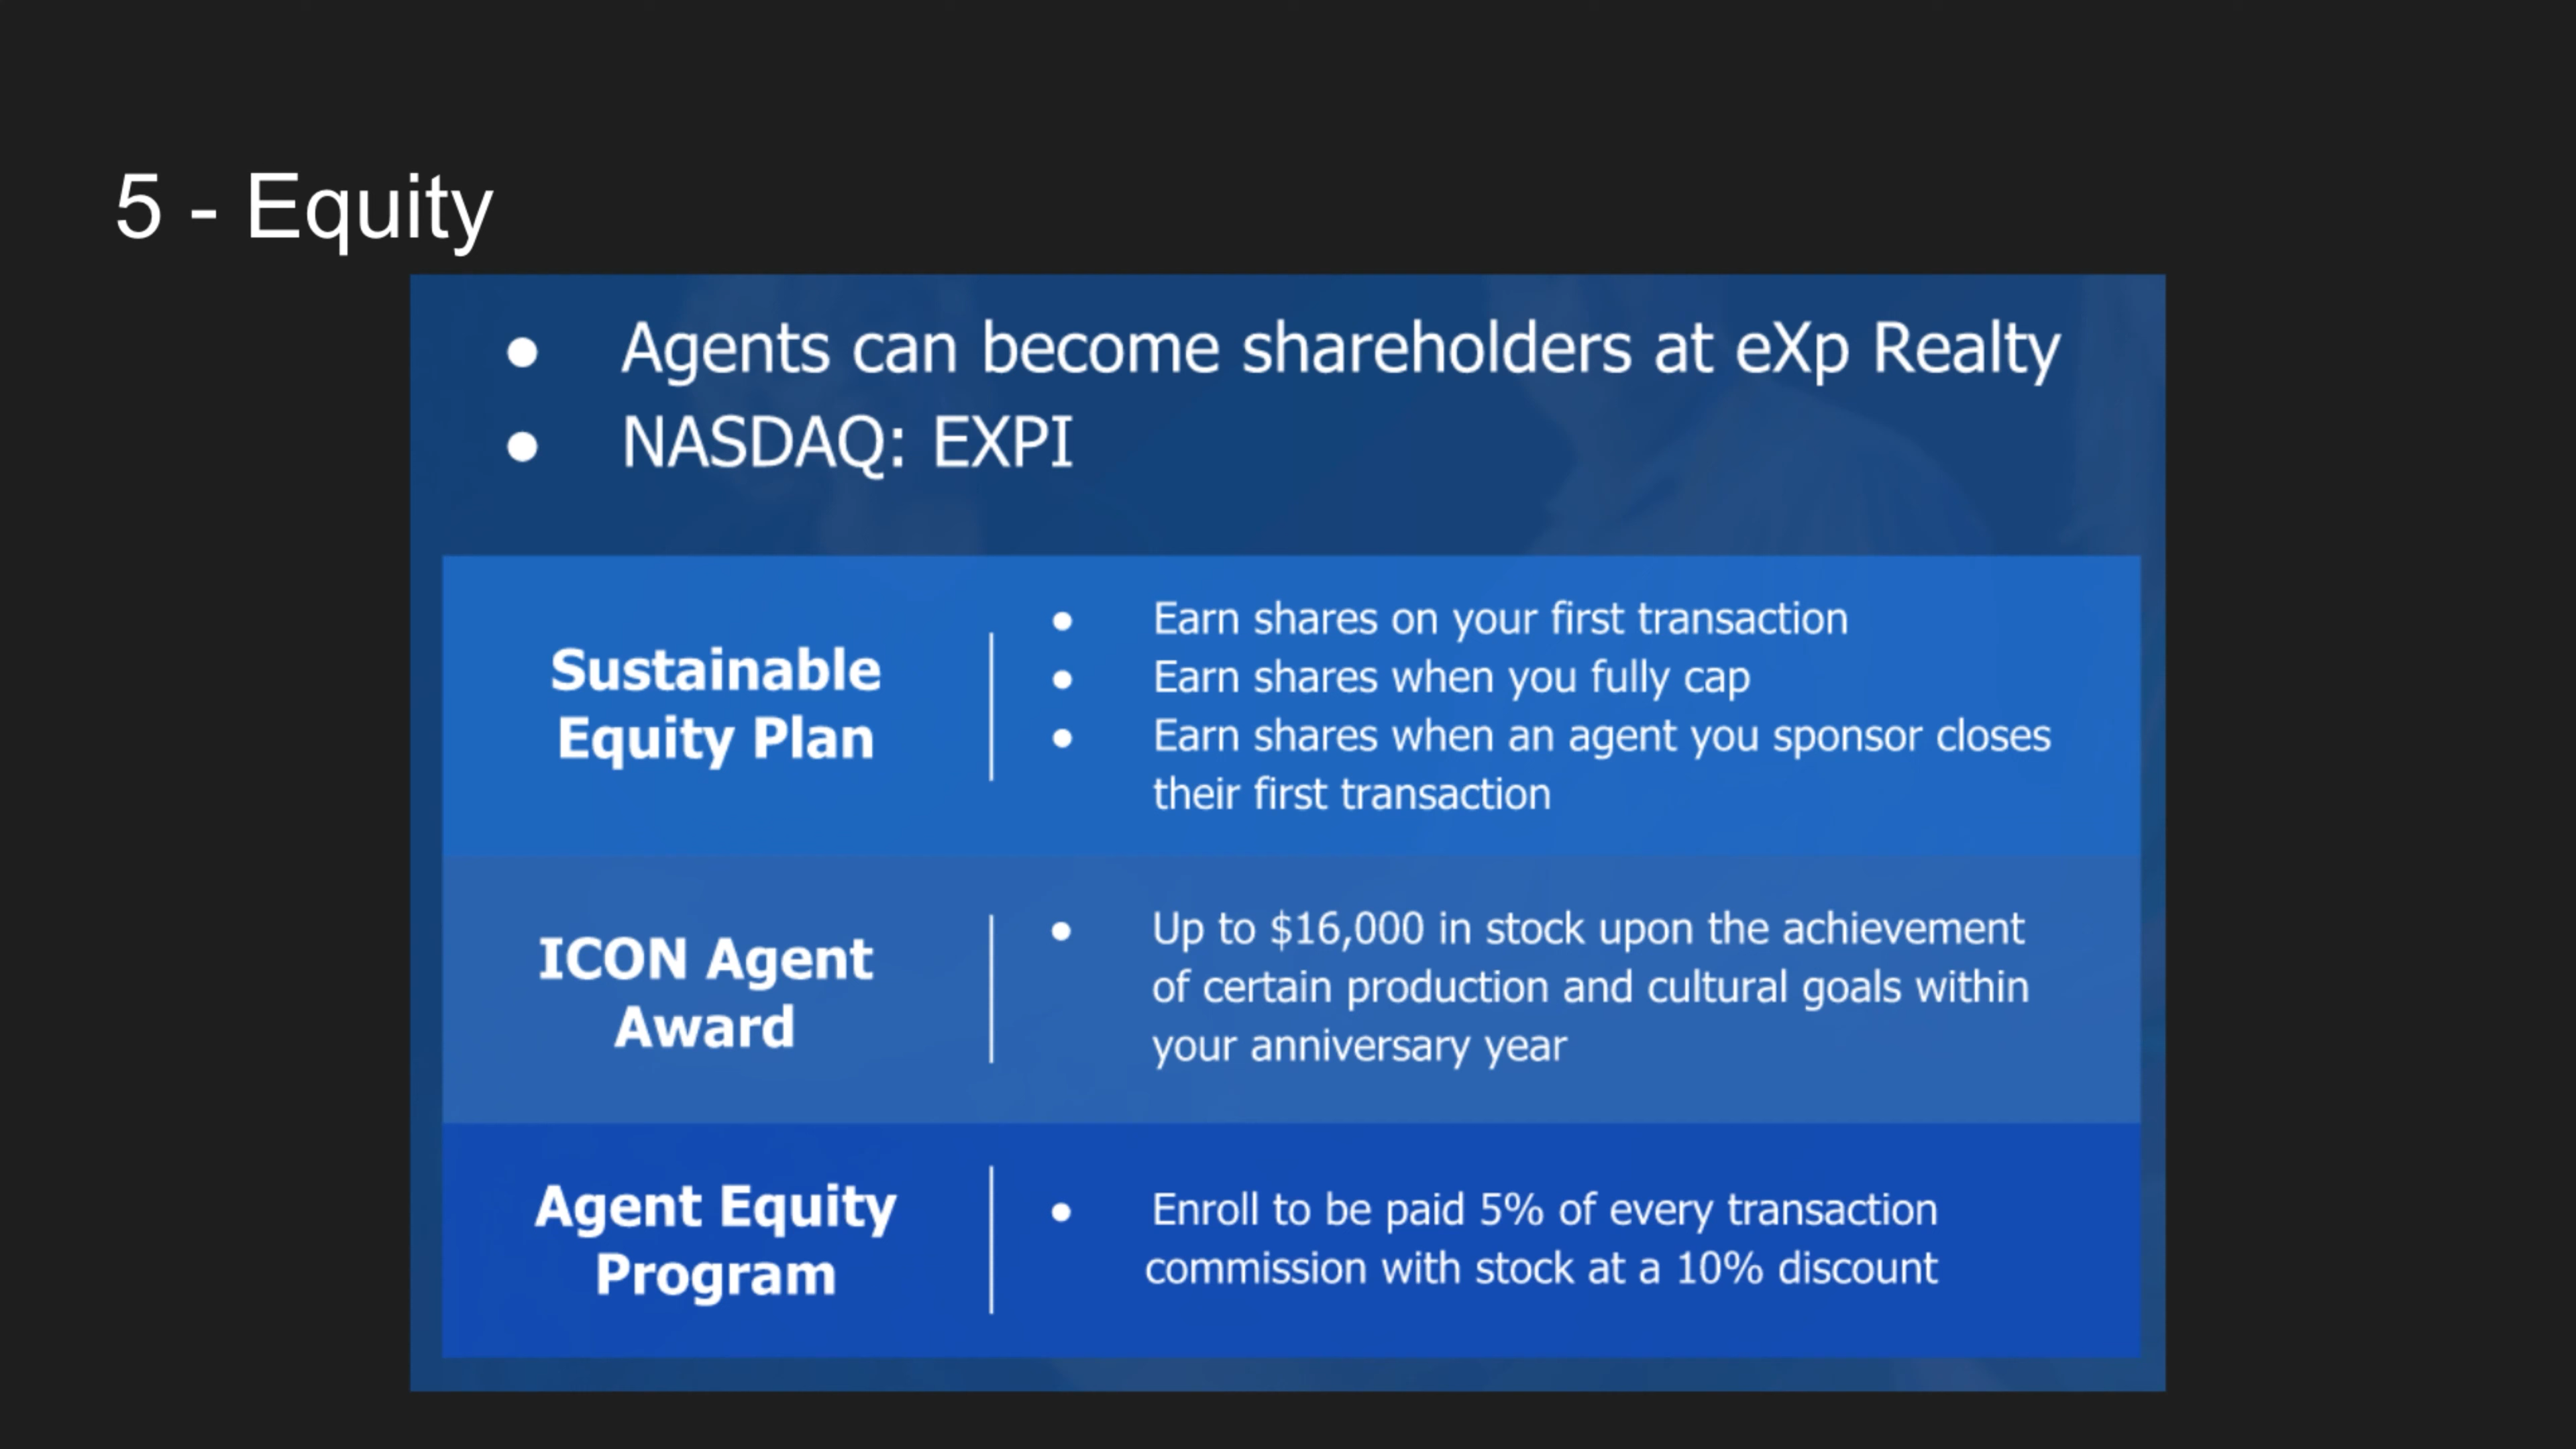 5 - Equity
● Agents can become shareholders at eXp Realty
● NASDAQ: EXPI
Sustainable
Equity Plan
● Earn shares on your first transaction
● Earn shares when you fully cap
● Earn shares when an agent you sponsor closes
their first transaction
ICON Agent
Award
● Up to $16,000 in stock upon the achievement
of certain production and cultural goals within
your anniversary year
Agent Equity
Program
● Enroll to be paid 5% of every transaction
commission with stock at a 10% discount